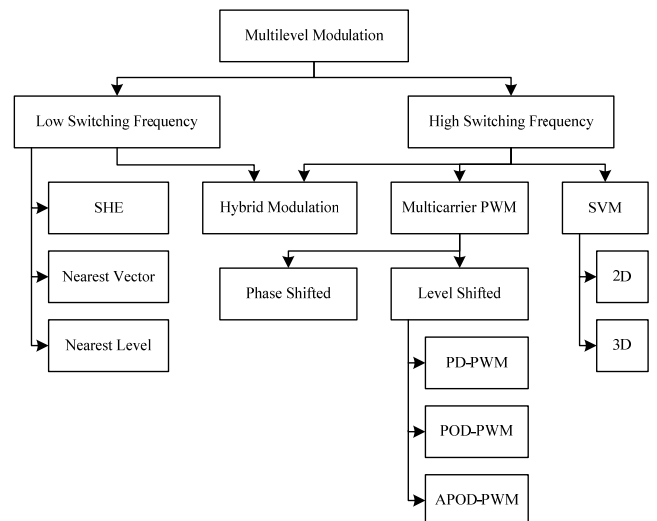 Multilevel Modulation
Low Switching Frequency
High Switching Frequency
SHE
Hybrid Modulation
Multicarrier PWM
SVM
Nearest Vector
Phase Shifted
Level Shifted
2D
Nearest Level
PD-PWM
3D
POD-PWM
APOD-PWM